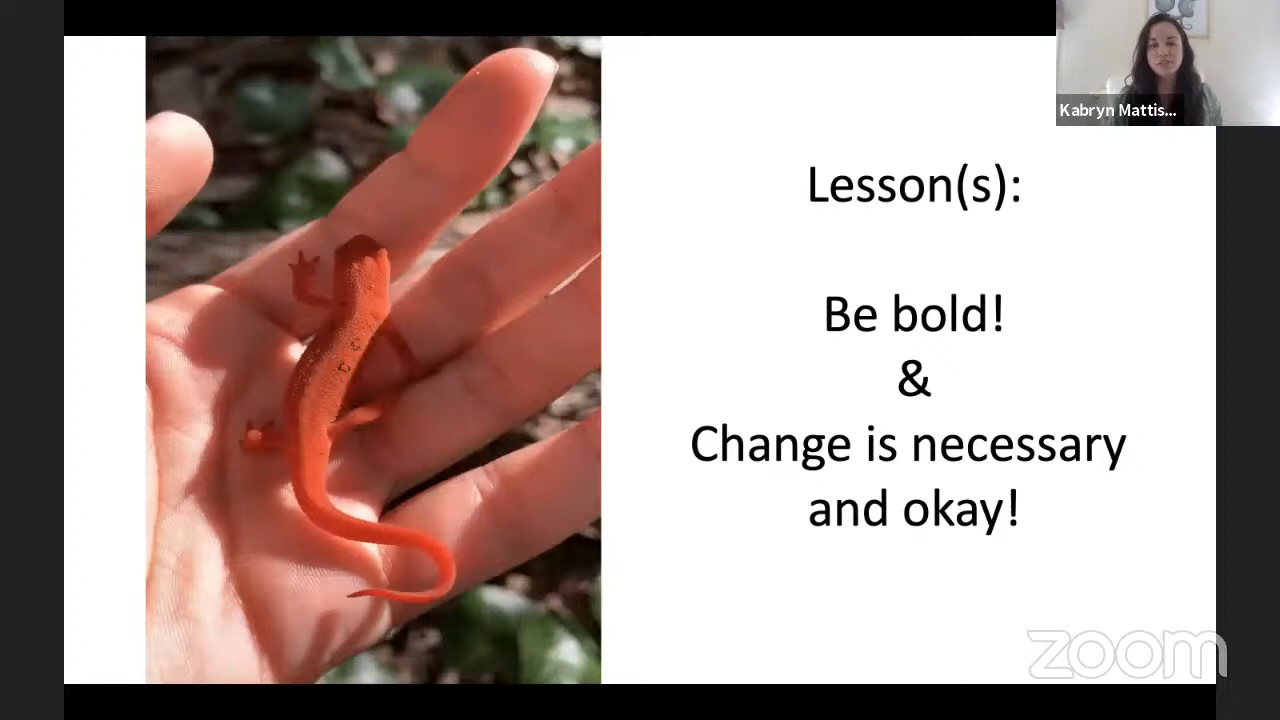 Kabryn Mattis...
Lesson(s):
Be bold!
&
Change is necessary
and okay!
zoom